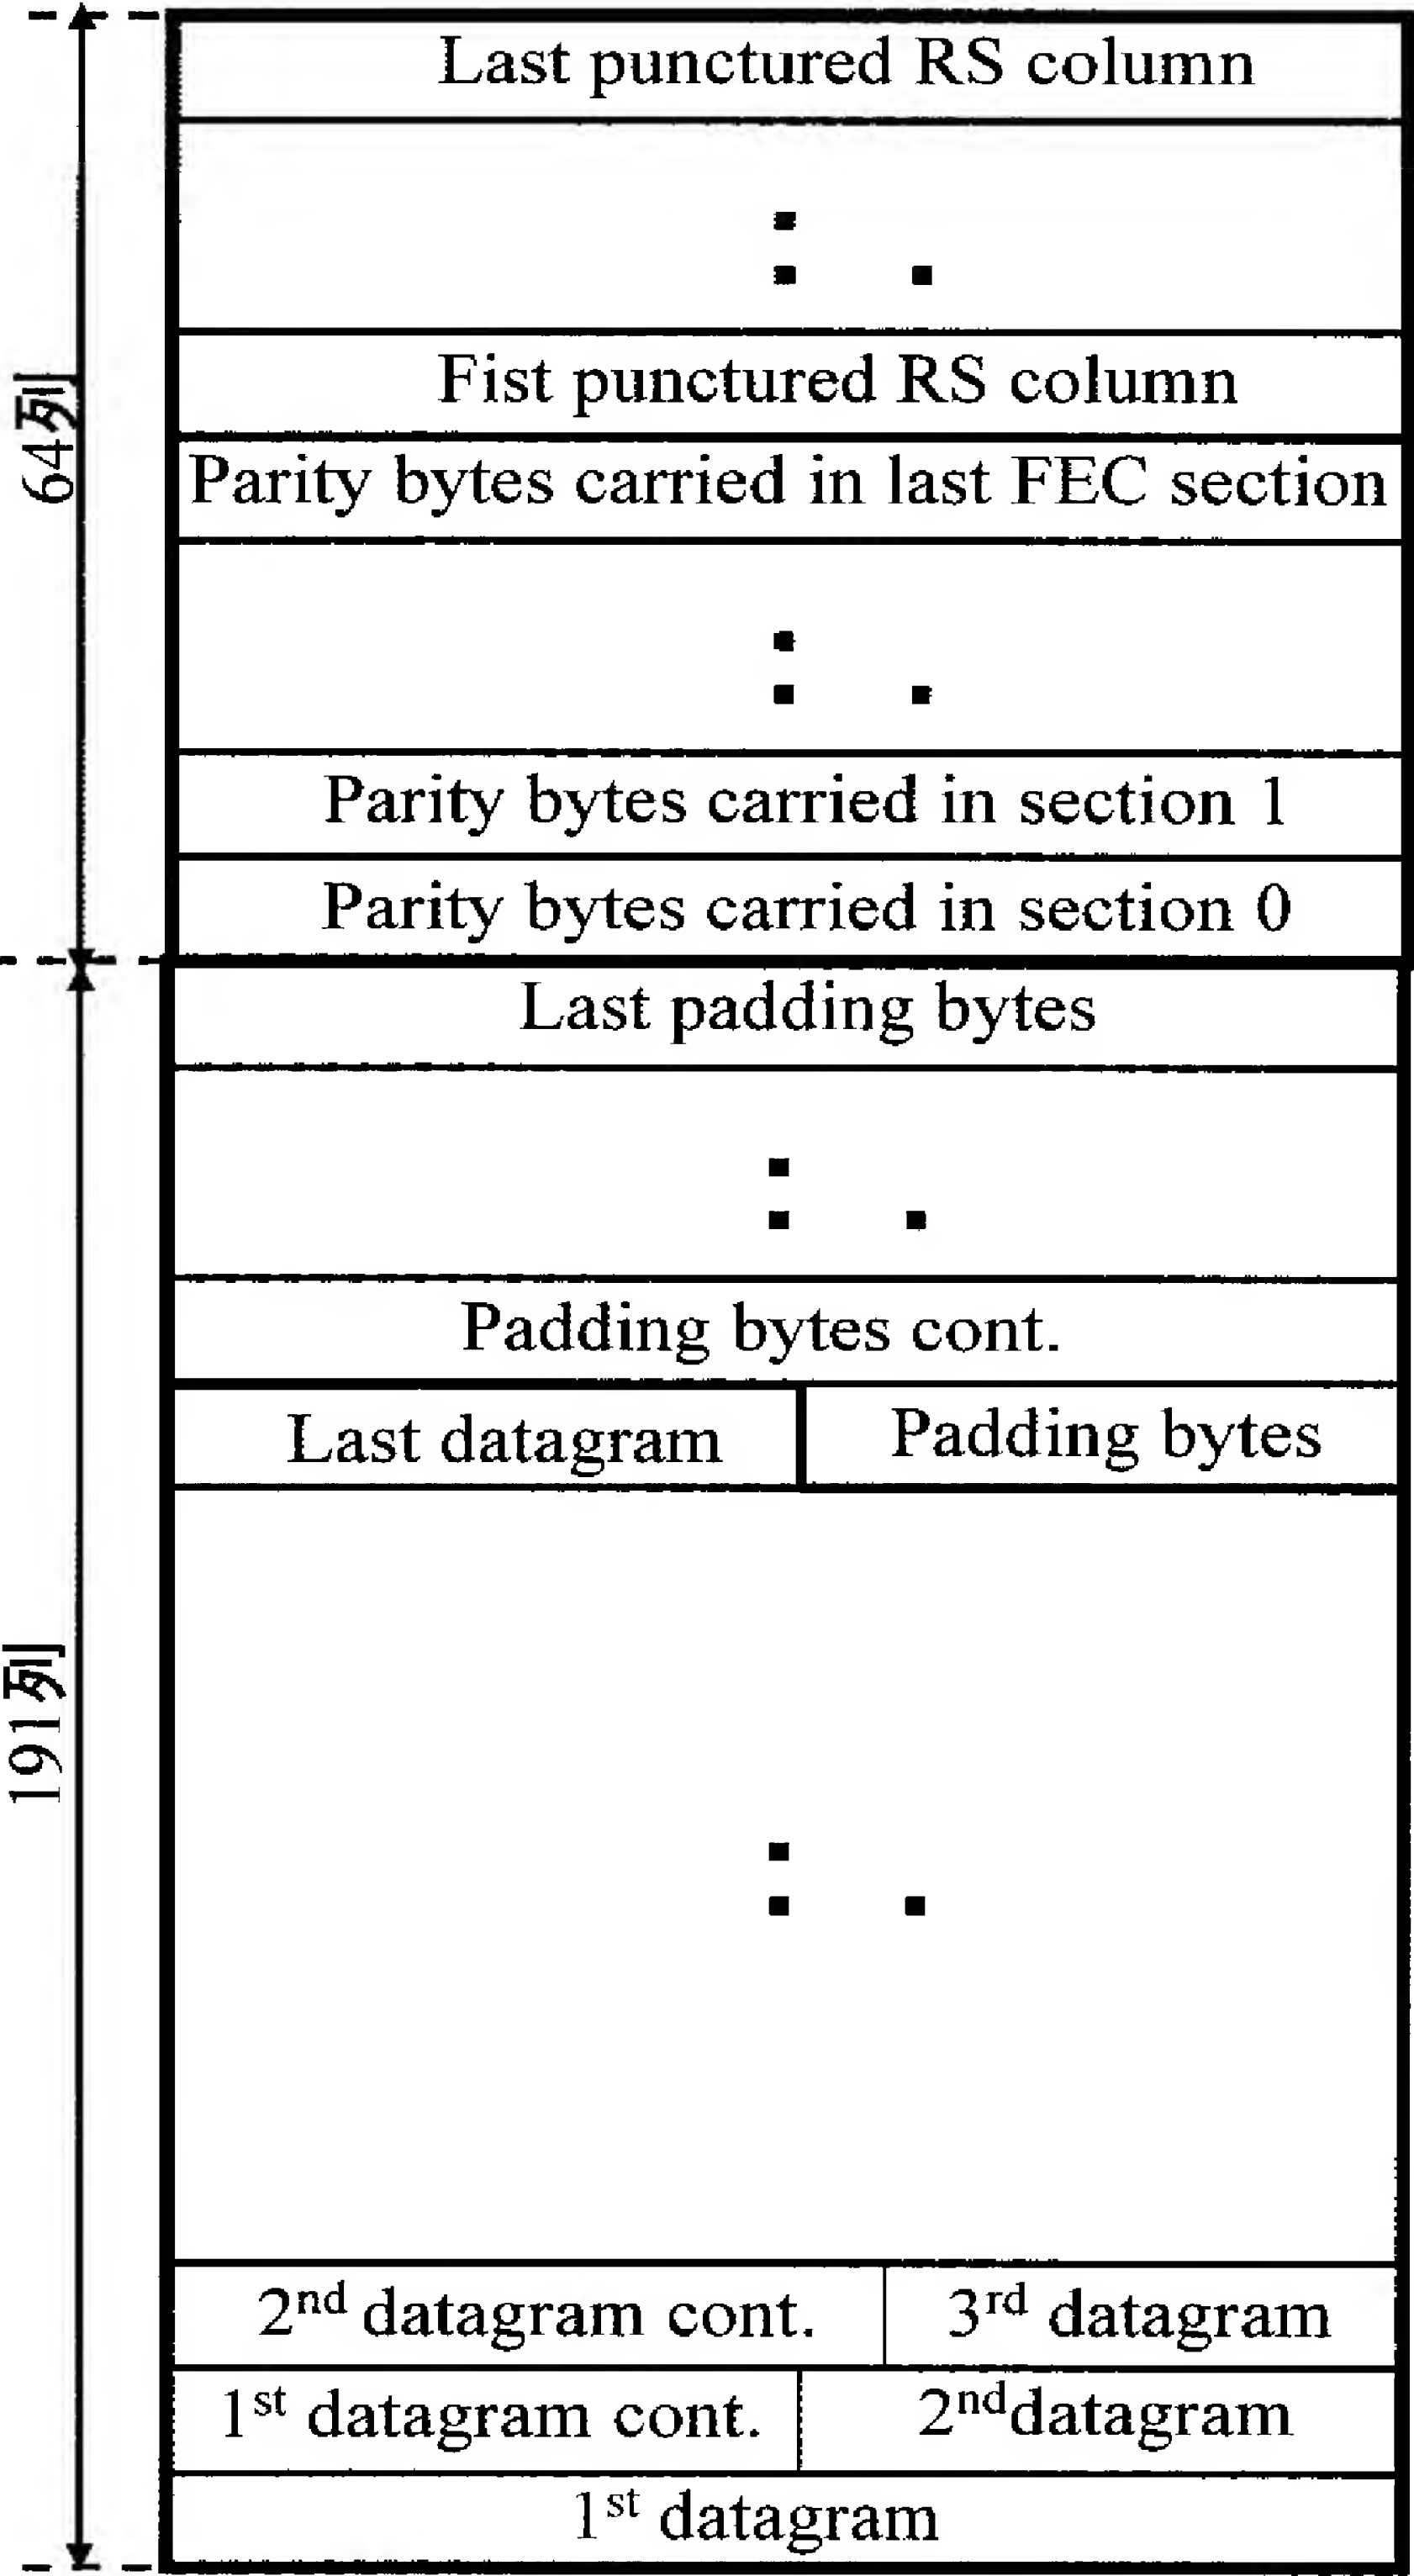 Last punctured RS column
Fist punctured RS column
Parity bytes carried in last FEC section
Parity bytes carried in section 1
Parity bytes carried in section 0
64列
Last padding bytes
Padding bytes cont.
Last datagram
Padding bytes
2nd datagram cont.
3rd datagram
1st datagram cont.
2nd datagram
1st datagram
191列